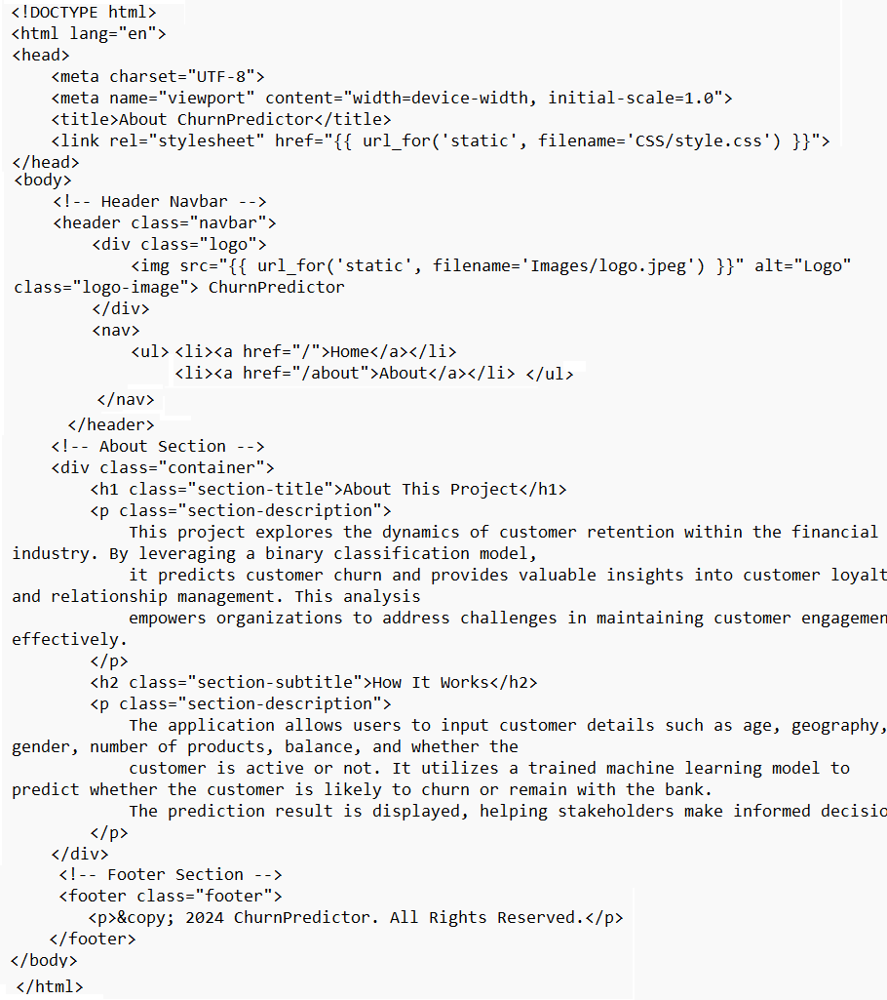 <!DOCTYPE html>
<html lang="en">
<head>
    <meta charset="UTF-8">
    <meta name="viewport" content="width=device-width, initial-scale=1.0">
    <title>About ChurnPredictor</title>
    <link rel="stylesheet" href="{{ url_for('static', filename='CSS/style.css') }}">
</head>
<body>
    <!-- Header Navbar -->
    <header class="navbar">
        <div class="logo">
            <img src="{{ url_for('static', filename='Images/logo.jpeg') }}" alt="Logo"
class="logo-image"> ChurnPredictor
        </div>
        <nav>
            <ul> <li><a href="/">Home</a></li>
                <li><a href="/about">About</a></li> </ul>
        </nav>
     </header>
    <!-- About Section -->
    <div class="container">
        <h1 class="section-title">About This Project</h1>
        <p class="section-description">
            This project explores the dynamics of customer retention within the financial
industry. By leveraging a binary classification model,
            it predicts customer churn and provides valuable insights into customer loyalt
and relationship management. This analysis
            empowers organizations to address challenges in maintaining customer engagemen
effectively.
        </p>
        <h2 class="section-subtitle">How It Works</h2>
        <p class="section-description">
            The application allows users to input customer details such as age, geography,
gender, number of products, balance, and whether the
            customer is active or not. It utilizes a trained machine learning model to
predict whether the customer is likely to churn or remain with the bank.
            The prediction result is displayed, helping stakeholders make informed decisio
        </p>
    </div>
    <!-- Footer Section -->
    <footer class="footer">
        <p>&copy; 2024 ChurnPredictor. All Rights Reserved.</p>
    </footer>
</body>
</html>